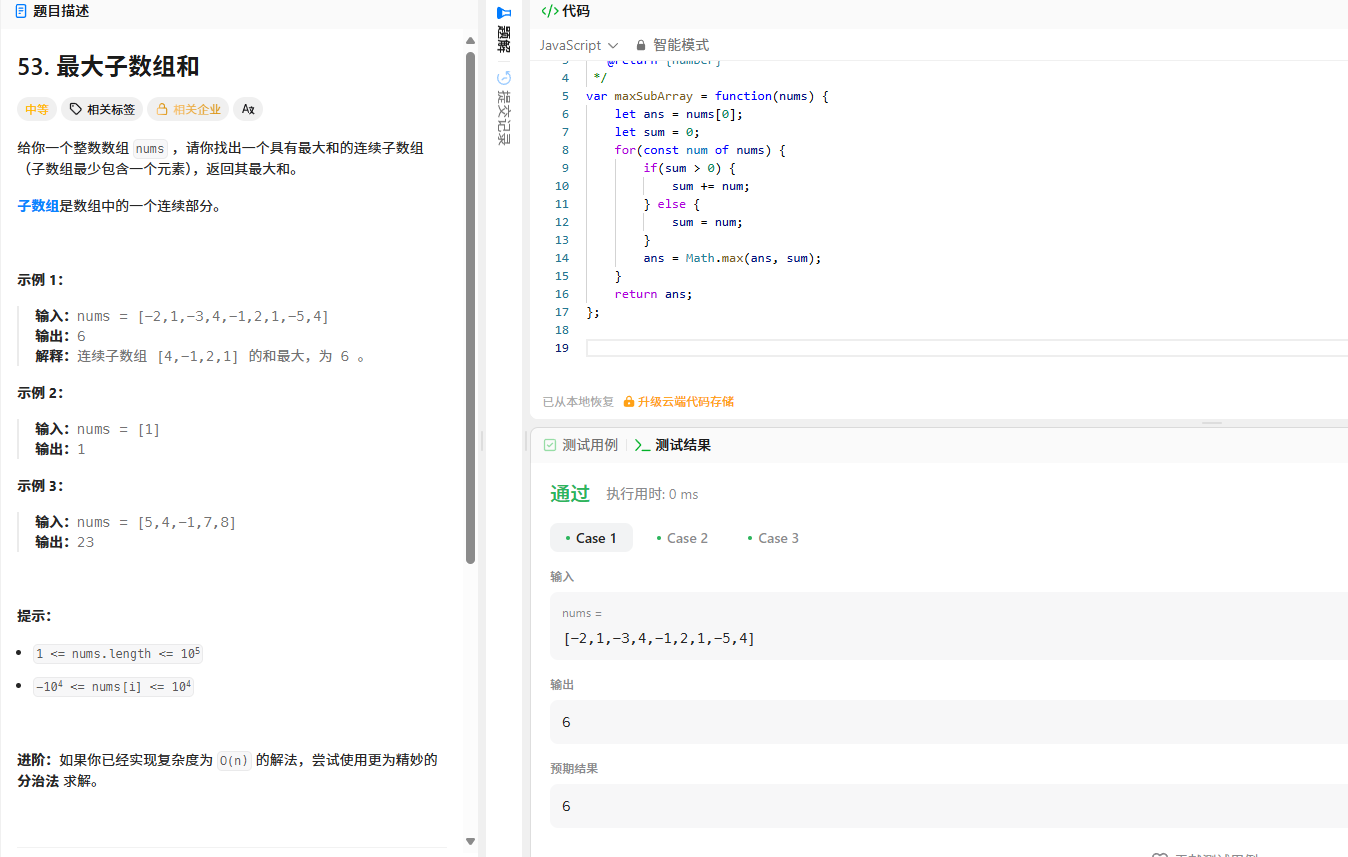 题目描述
53. 最大子数组和
中等 相关标签 相关企业
给你一个整数数组 nums ，请你找出一个具有最大和的连续子数组
（子数组最少包含一个元素），返回其最大和。
子数组是数组中的一个连续部分。
示例 1：
输入：nums = [-2,1,-3,4,-1,2,1,-5,4]
输出：6
解释：连续子数组 [4,-1,2,1] 的和最大，为 6 。
示例 2：
输入：nums = [1]
输出：1
示例 3：
输入：nums = [5,4,-1,7,8]
输出：23
提示：
1 <= nums.length <= 10⁵
-10⁴ <= nums[i] <= 10⁴
进阶：如果你已经实现复杂度为 O(n) 的解法，尝试使用更为精妙的
分治法 求解。
题解
提交记录
</> 代码
JavaScript 智能模式
3 @return {number}
4 */
5 var maxSubArray = function(nums) {
6 let ans = nums[0];
7 let sum = 0;
8 for(const num of nums) {
9 if(sum > 0) {
10 sum += num;
11 } else {
12 sum = num;
13 }
14 ans = Math.max(ans, sum);
15 }
16 return ans;
17 };
18
19
已从本地恢复 升级云端代码存储
测试用例 >_ 测试结果
通过 执行用时: 0 ms
Case 1 Case 2 Case 3
输入
nums =
[-2,1,-3,4,-1,2,1,-5,4]
输出
6
预期结果
6